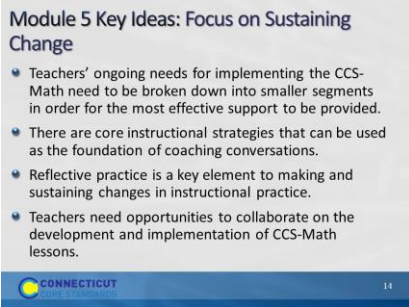 Module 5 Key Ideas: Focus on Sustaining
Change
Teachers' ongoing needs for implementing the CCS-
Math need to be broken down into smaller segments
in order for the most effective support to be provided.
There are core instructional strategies that can be used
as the foundation of coaching conversations.
Reflective practice is a key element to making and
sustaining changes in instructional practice.
Teachers need opportunities to collaborate on the
development and implementation of CCS-Math
lessons.
CONNECTICUT
CORE STANDARDS
14